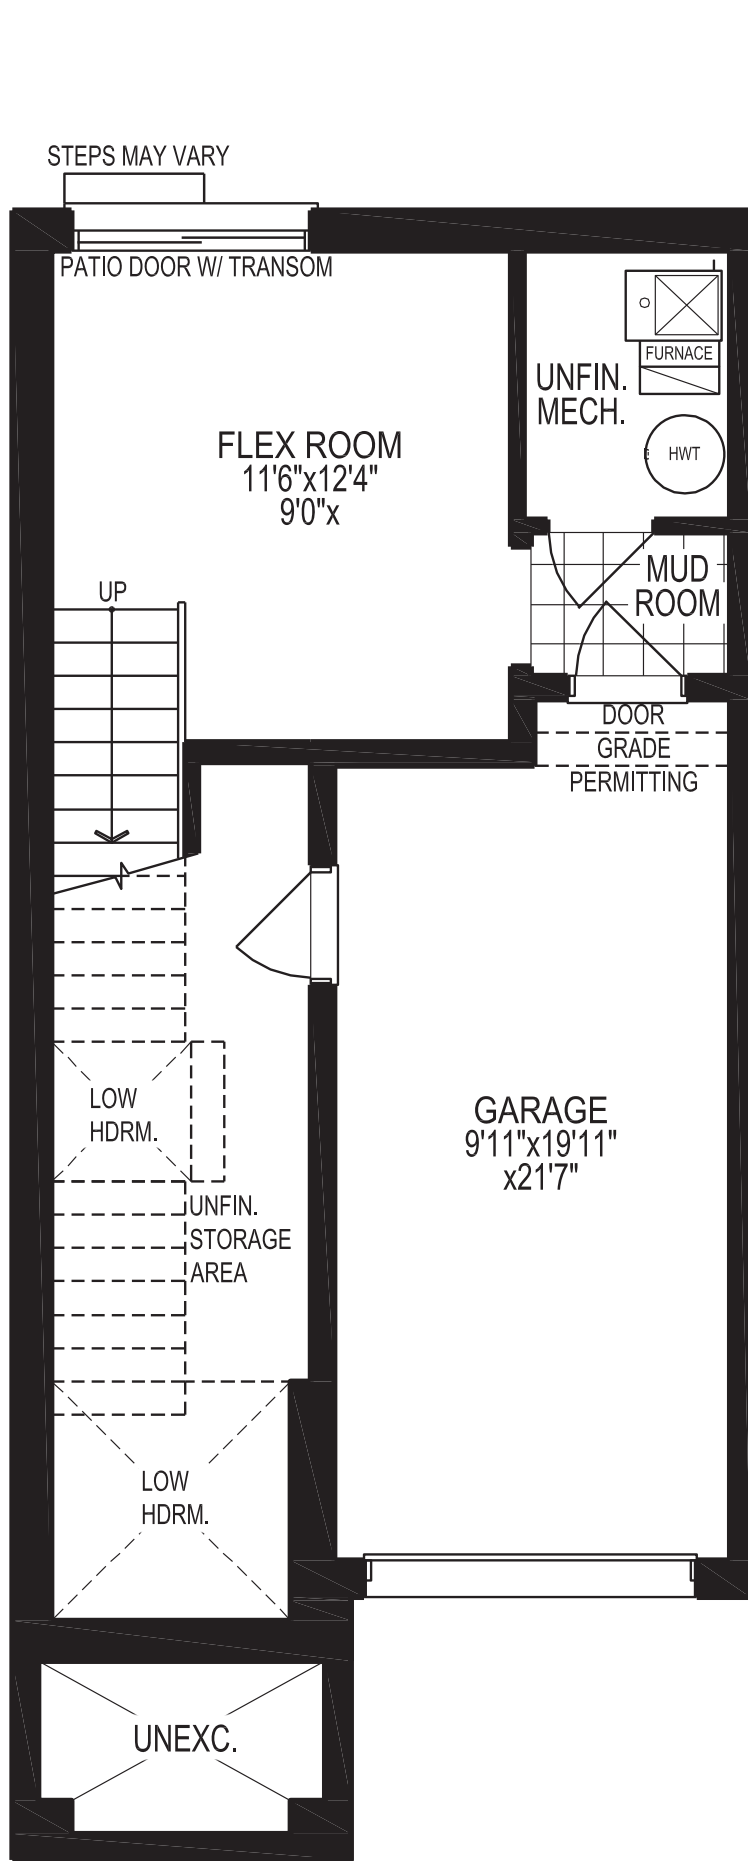 STEPS MAY VARY
PATIO DOOR W/ TRANSOM
FURNACE
UNFIN.
MECH.
HWT
FLEX ROOM
11'6"x12'4"
9'0"x
MUD
ROOM
UP
DOOR
GRADE
PERMITTING
LOW
HDRM.
GARAGE
9'11"x19'11"
x21'7"
UNFIN.
STORAGE
AREA
LOW
HDRM.
UNEXC.